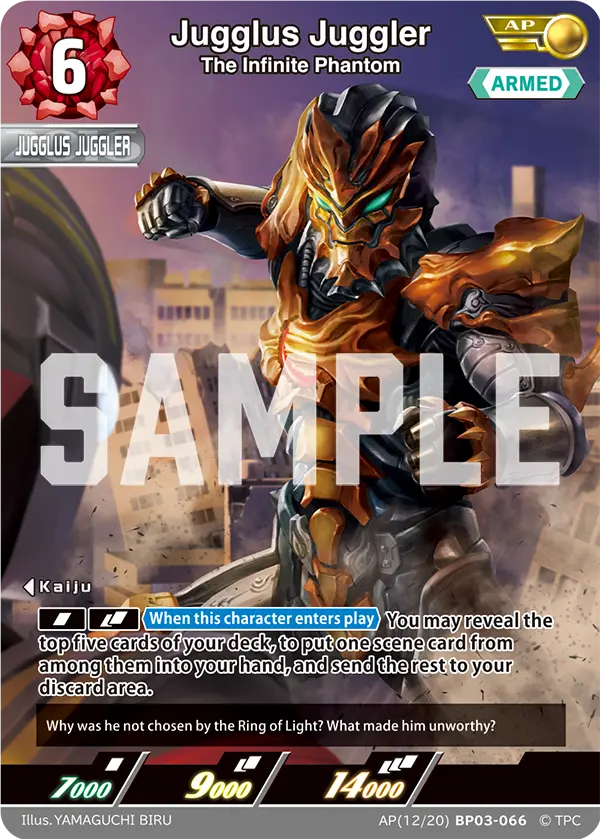 6
Jugglus Juggler
The Infinite Phantom
AP
ARMED
JUGGLUS JUGGLER
SAMPLE
Kaiju
When this character enters play You may reveal the
top five cards of your deck, to put one scene card from
among them into your hand, and send the rest to your
discard area.
Why was he not chosen by the Ring of Light? What made him unworthy?
7000 9000 14000
Illus.YAMAGUCHI BIRU AP(12/20) BP03-066 © TPC